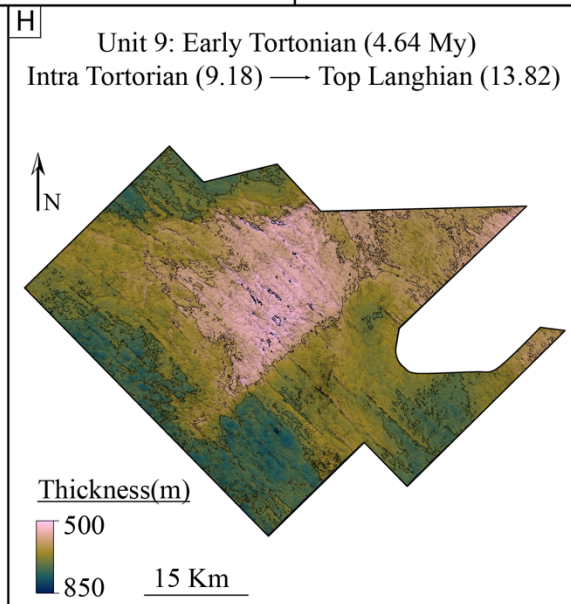 H
Unit 9: Early Tortonian (4.64 My)
Intra Tortorian (9.18) ⟶ Top Langhian (13.82)
N
Thickness(m)
500
850
15 Km